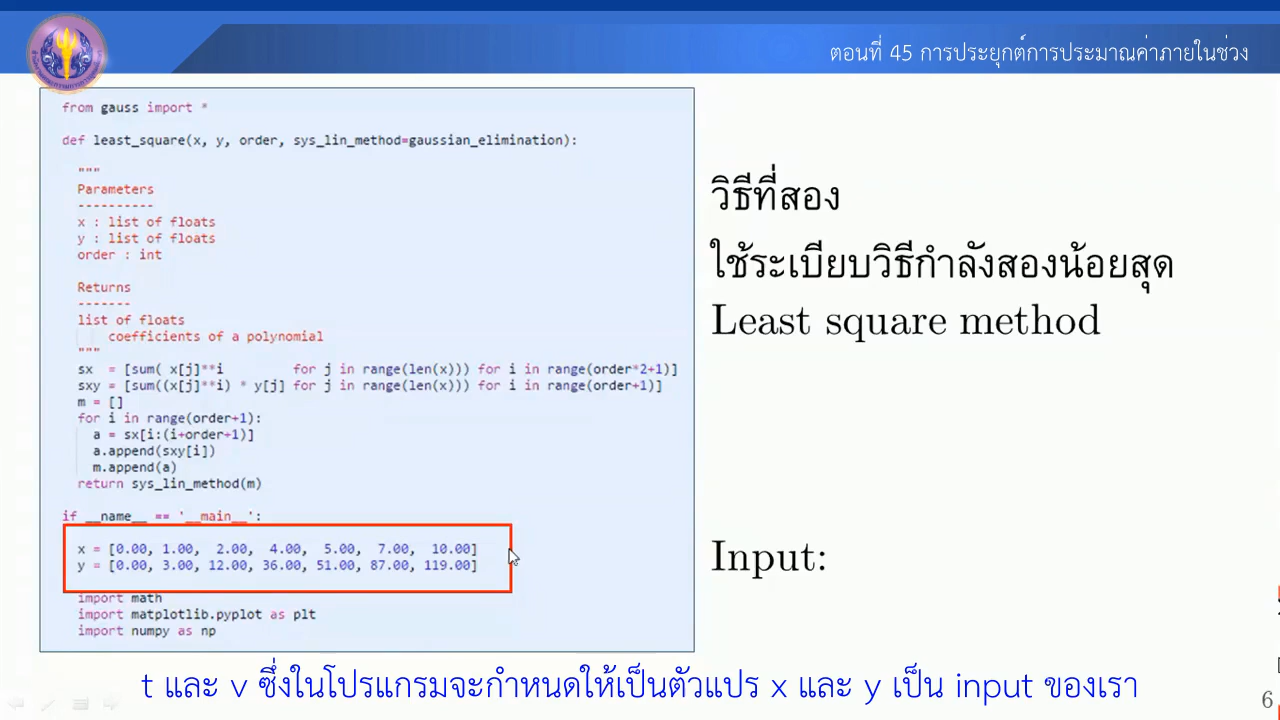 ตอนที่ 45 การประยุกต์การประมาณค่าภายในช่วง
from gauss import *
def least_square(x, y, order, sys_lin_method=gaussian_elimination):
"""
Parameters
----------
x : list of floats
y : list of floats
order : int
Returns
-------
list of floats
coefficients of a polynomial
"""
sx  = [sum( x[j]**i         for j in range(len(x))) for i in range(order*2+1)]
sxy = [sum((x[j]**i) * y[j] for j in range(len(x))) for i in range(order+1)]
m = []
for i in range(order+1):
a = sx[i:(i+order+1)]
a.append(sxy[i])
m.append(a)
return sys_lin_method(m)
if __name__ == '__main__':
x = [0.00, 1.00,  2.00,  4.00,  5.00,  7.00,  10.00]
y = [0.00, 3.00, 12.00, 36.00, 51.00, 87.00, 119.00]
import math
import matplotlib.pyplot as plt
import numpy as np
วิธีที่สอง
ใช้ระเบียบวิธีกำลังสองน้อยสุด
Least square method
Input:
t และ v ซึ่งในโปรแกรมจะกำหนดให้เป็นตัวแปร x และ y เป็น input ของเรา
6